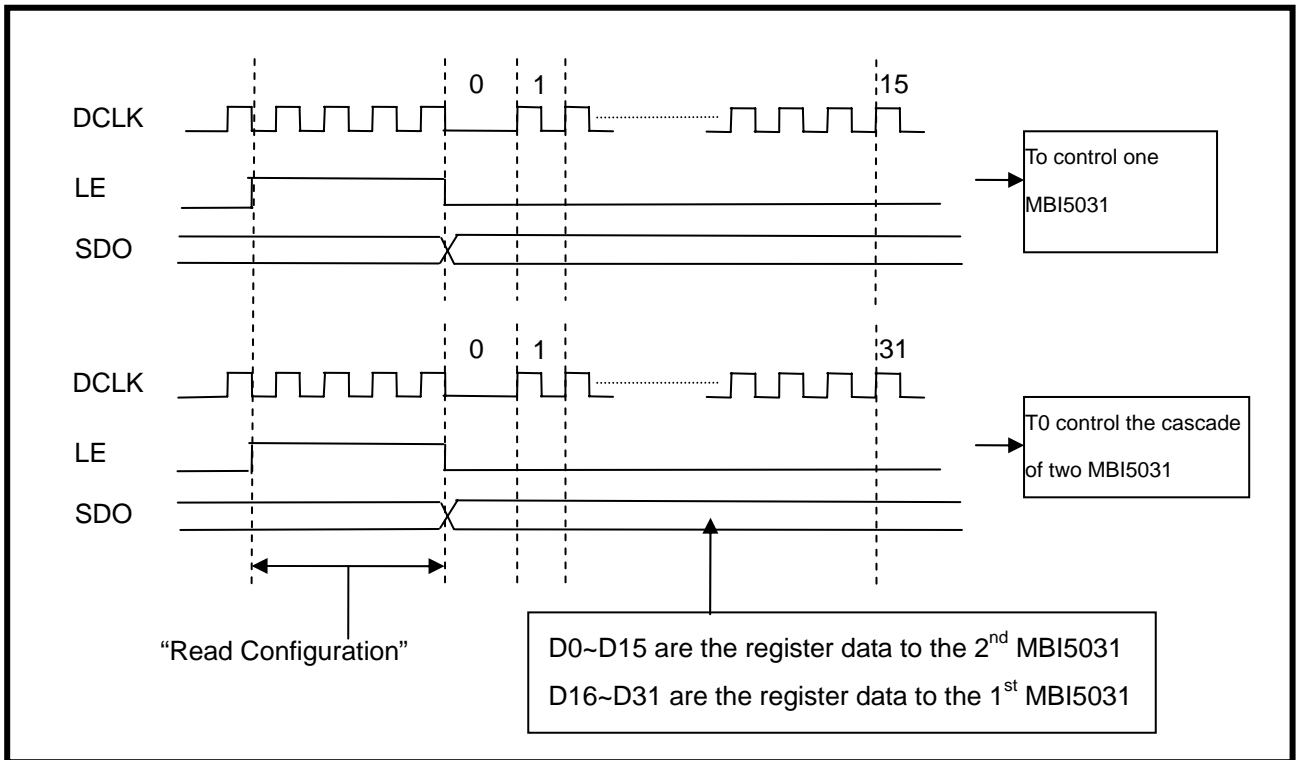 0 1 15
DCLK
LE
SDO
To control one
MBI5031
0 1 31
DCLK
LE
SDO
T0 control the cascade
of two MBI5031
“Read Configuration”
D0~D15 are the register data to the 2nd MBI5031
D16~D31 are the register data to the 1st MBI5031